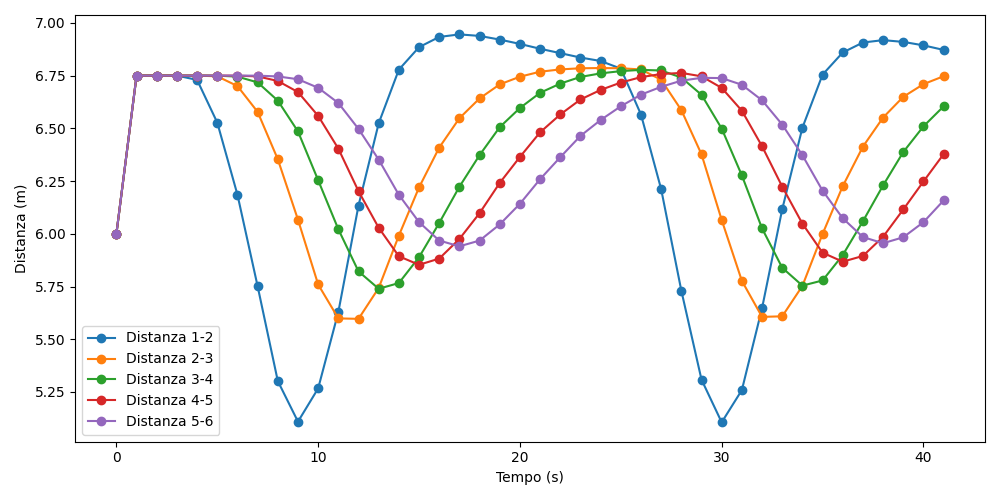 7.00
6.75
6.50
6.25
6.00
5.75
5.50
5.25
Distanza (m)
Distanza 1-2
Distanza 2-3
Distanza 3-4
Distanza 4-5
Distanza 5-6
0 10 20 30 40
Tempo (s)